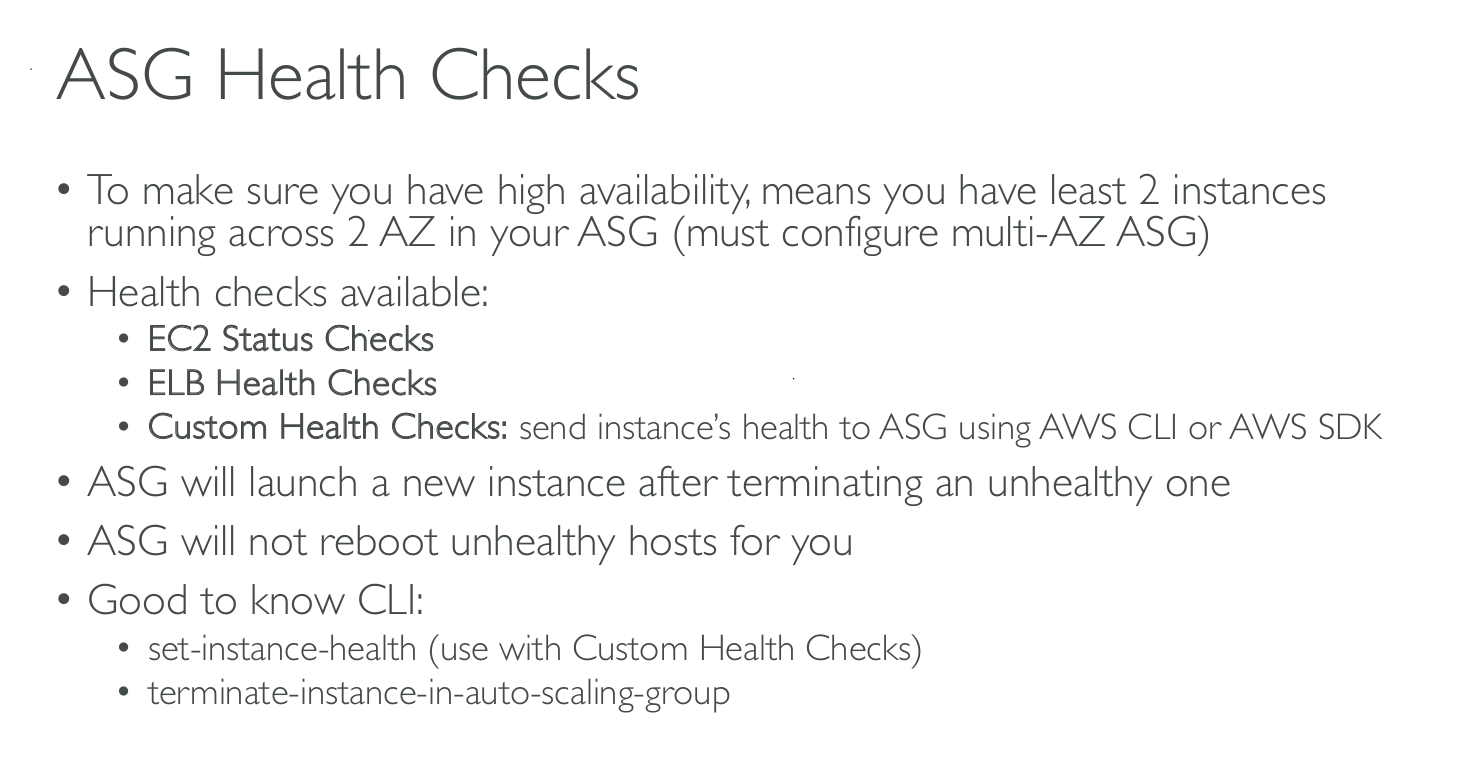 ASG Health Checks
• To make sure you have high availability, means you have least 2 instances
running across 2 AZ in your ASG (must configure multi-AZ ASG)
• Health checks available:
• EC2 Status Checks
• ELB Health Checks
• Custom Health Checks: send instance's health to ASG using AWS CLI or AWS SDK
• ASG will launch a new instance after terminating an unhealthy one
• ASG will not reboot unhealthy hosts for you
• Good to know CLI:
• set-instance-health (use with Custom Health Checks)
• terminate-instance-in-auto-scaling-group